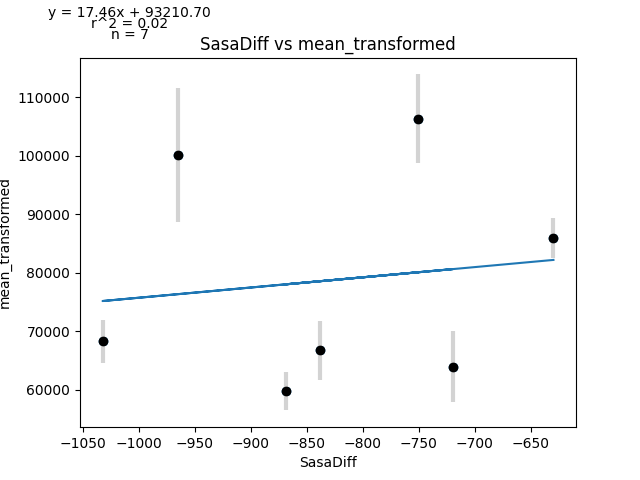 y = 17.46x + 93210.70
r^2 = 0.02
n = 7
SasaDiff vs mean_transformed
110000
100000
90000
80000
70000
60000
mean_transformed
−1050 −1000 −950 −900 −850 −800 −750 −700 −650
SasaDiff